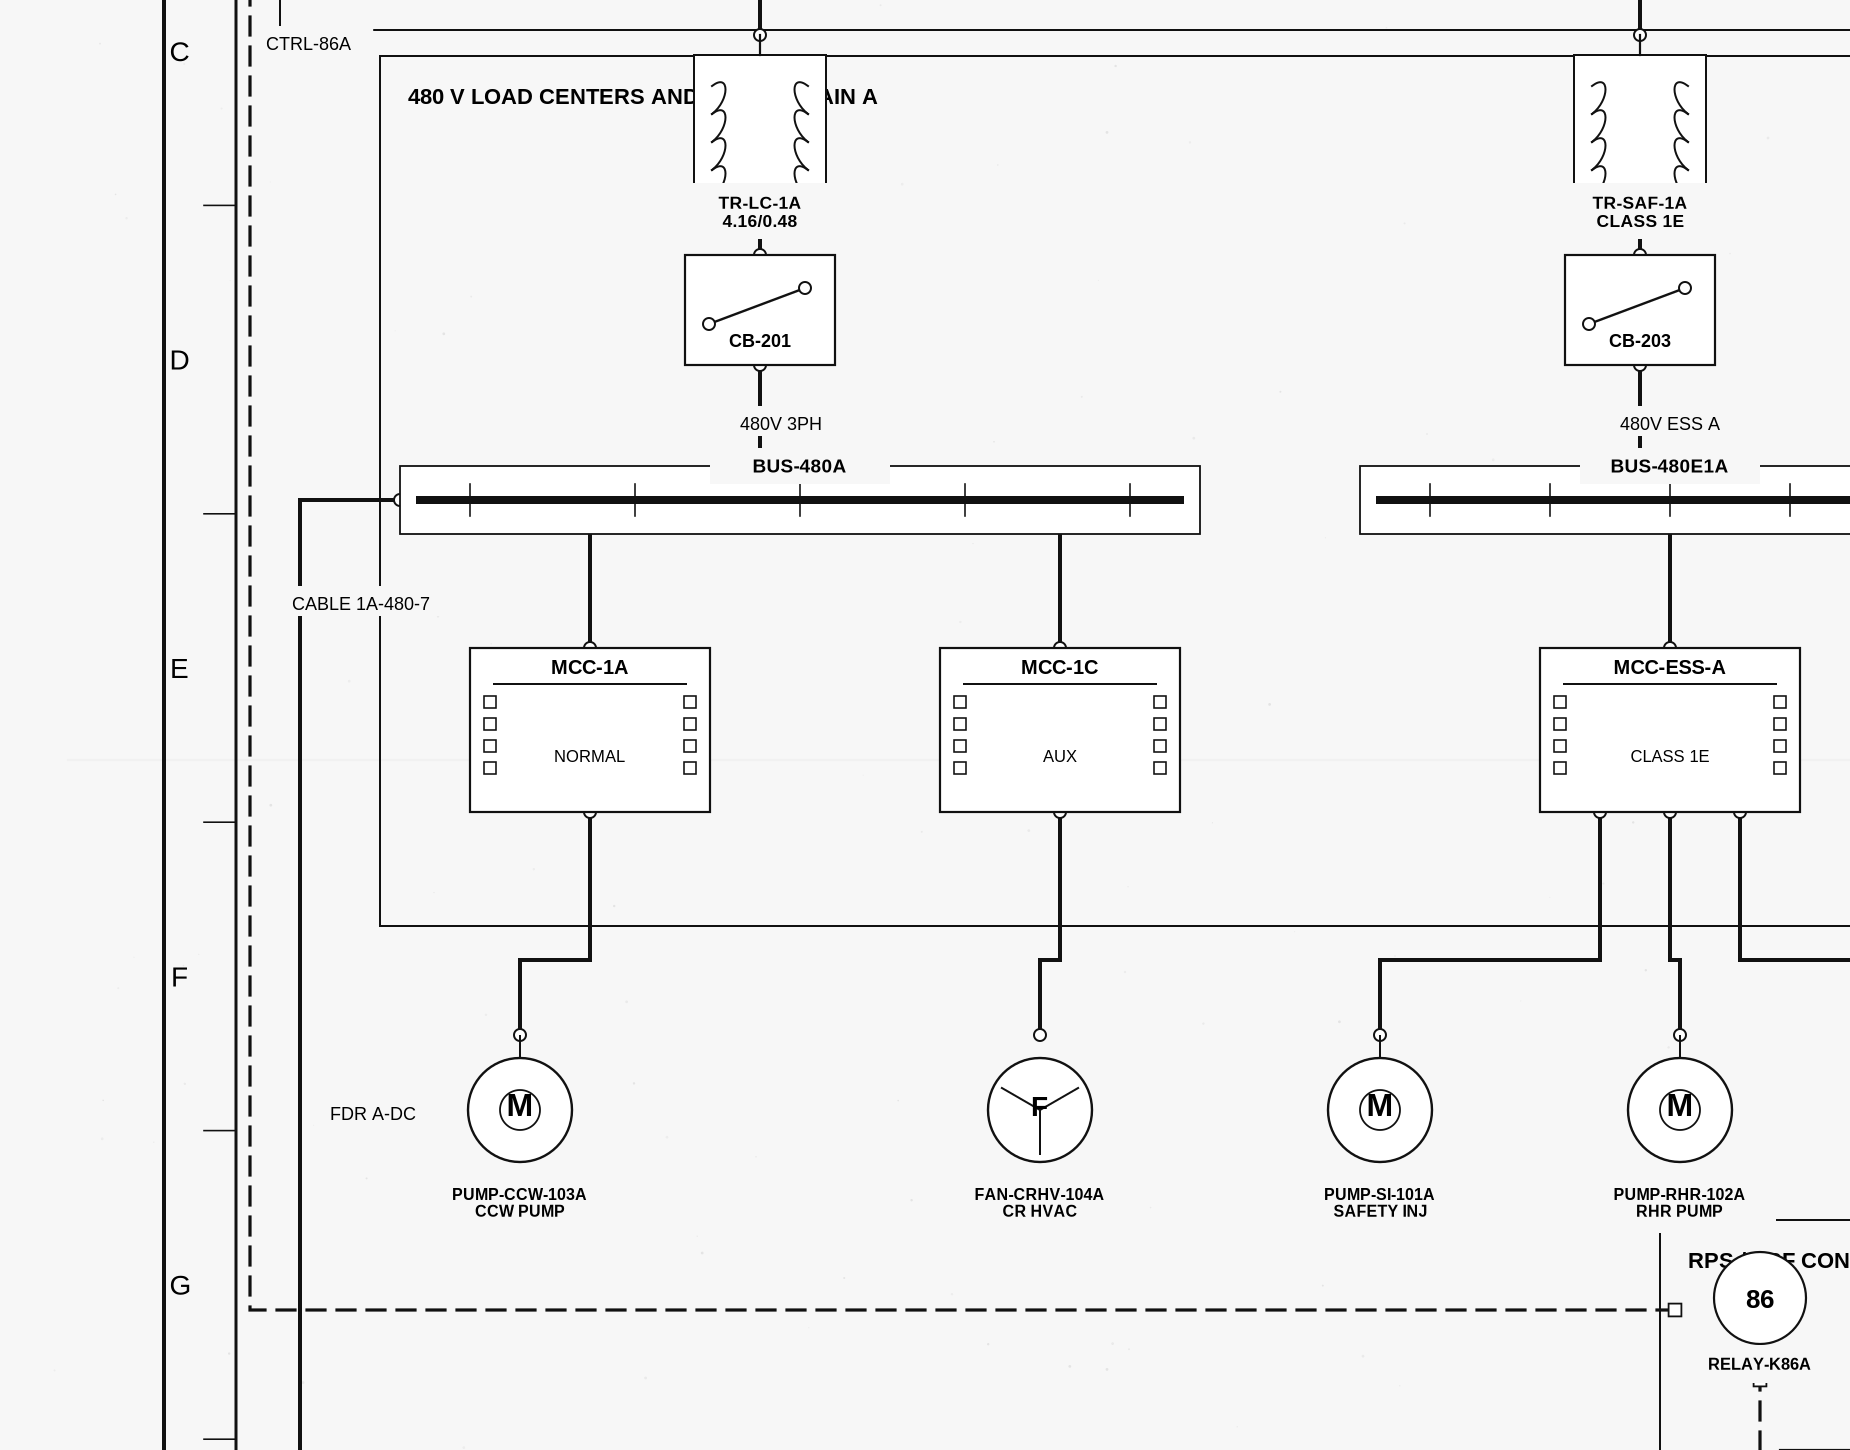 C
CTRL-86A
480 V LOAD CENTERS AND AIN A
TR-LC-1A
4.16/0.48
TR-SAF-1A
CLASS 1E
D
CB-201
CB-203
480V 3PH
480V ESS A
BUS-480A
BUS-480E1A
CABLE 1A-480-7
E
MCC-1A
NORMAL
MCC-1C
AUX
MCC-ESS-A
CLASS 1E
F
M
F
M
M
FDR A-DC
PUMP-CCW-103A
CCW PUMP
FAN-CRHV-104A
CR HVAC
PUMP-SI-101A
SAFETY INJ
PUMP-RHR-102A
RHR PUMP
G
RPS CON
86
RELAY-K86A